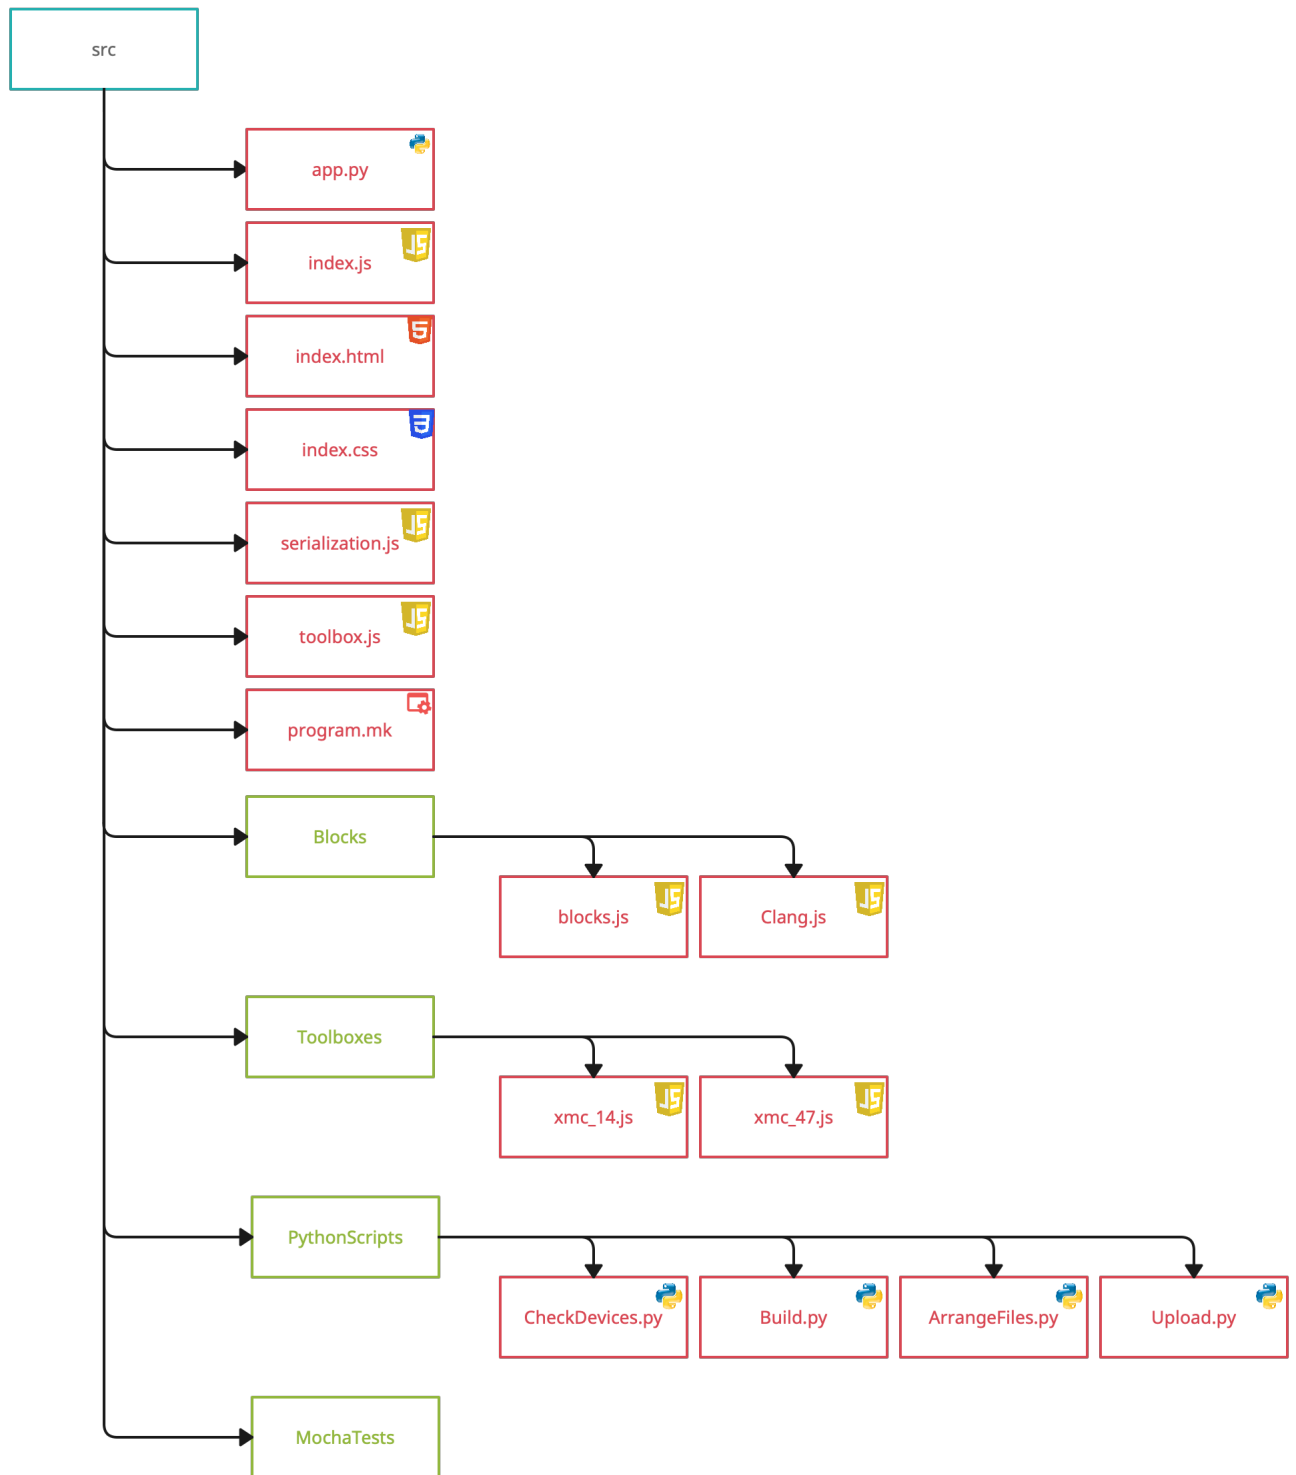 src
app.py
index.js
index.html
index.css
serialization.js
toolbox.js
program.mk
Blocks
blocks.js
Clang.js
Toolboxes
xmc_14.js
xmc_47.js
PythonScripts
CheckDevices.py
Build.py
ArrangeFiles.py
Upload.py
MochaTests